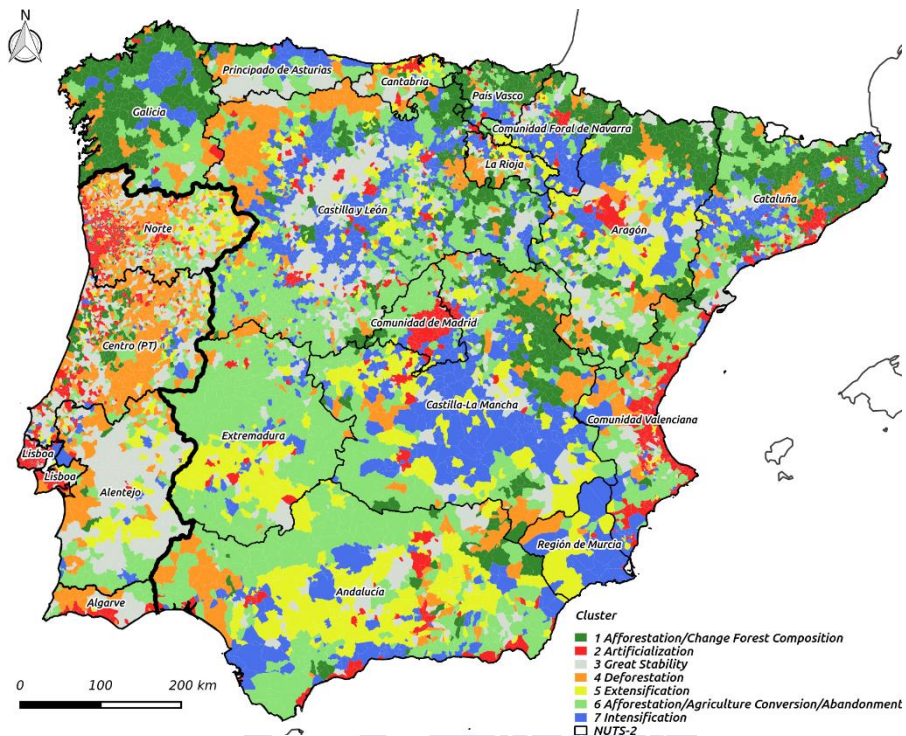 N
Principado de Asturias
Cantabria
País Vasco
Galicia
Comunidad Foral de Navarra
La Rioja
Castilla y León
Cataluña
Norte
Aragón
Comunidad de Madrid
Centro (PT)
Castilla-La Mancha
Comunidad Valenciana
Extremadura
Lisboa
Lisboa
Alentejo
Región de Murcia
Andalucía
Algarve
Cluster
1 Afforestation/Change Forest Composition
2 Artificialization
3 Great Stability
4 Deforestation
5 Extensification
6 Afforestation/Agriculture Conversion/Abandonment
7 Intensification
NUTS-2
0 100 200 km